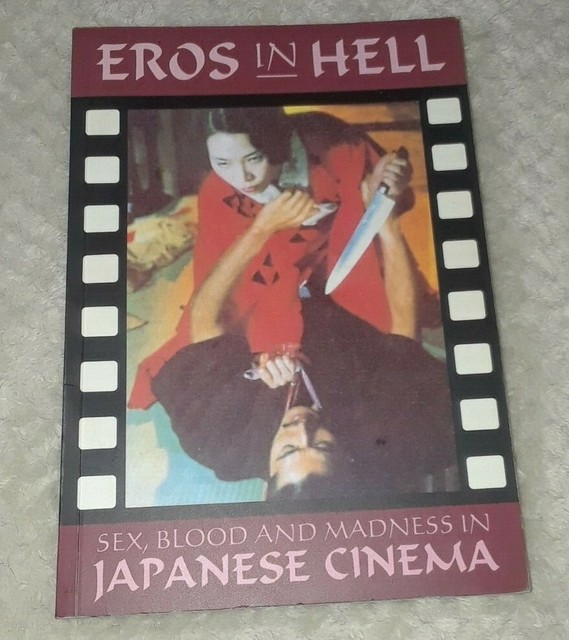 EROS IN HELL
SEX, BLOOD AND MADNESS IN
JAPANESE CINEMA